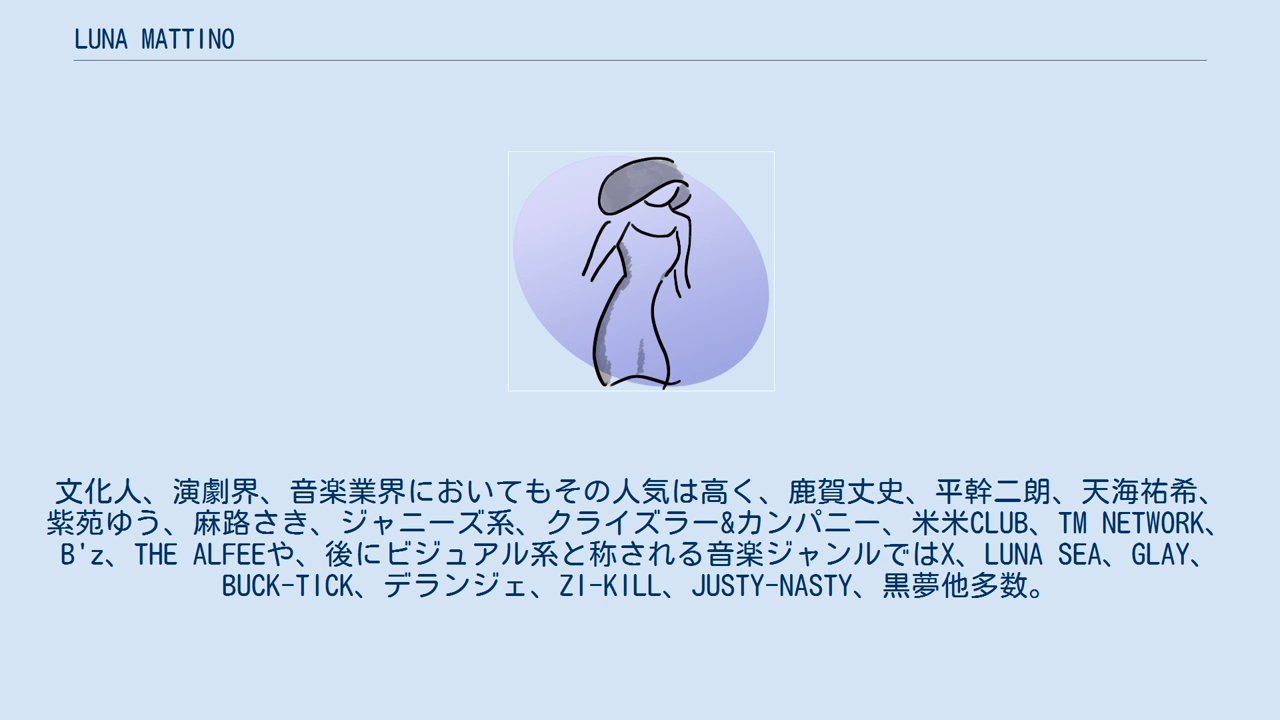 LUNA MATTINO
文化人、演劇界、音楽業界においてもその人気は高く、鹿賀丈史、平幹二朗、天海祐希、
紫苑ゆう、麻路さき、ジャニーズ系、クライズラー&カンパニー、米米CLUB、TM NETWORK、
B'z、THE ALFEEや、後にビジュアル系と称される音楽ジャンルではX、LUNA SEA、GLAY、
BUCK-TICK、デランジェ、ZI-KILL、JUSTY-NASTY、黒夢他多数。